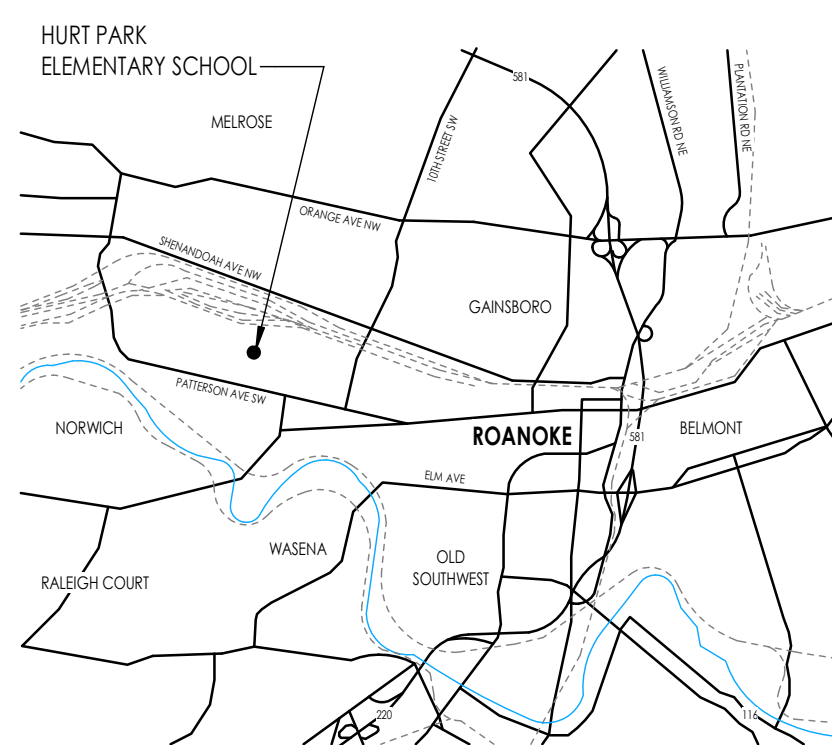 HURT PARK
ELEMENTARY SCHOOL
581
WILLIAMSON RD NE
PLANTATION RD NE
MELROSE
10TH STREET SW
ORANGE AVE NW
SHENANDOAH AVE NW
GAINSBORO
PATTERSON AVE SW
NORWICH
ROANOKE
581
BELMONT
ELM AVE
WASENA
OLD
SOUTHWEST
RALEIGH COURT
220
116